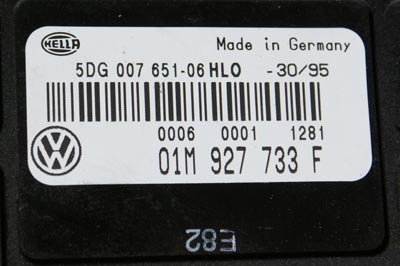 HELLA
Made in Germany
5DG 007 651-06 HLO -30/95
0006 0001 1281
01M 927 733 F
E82